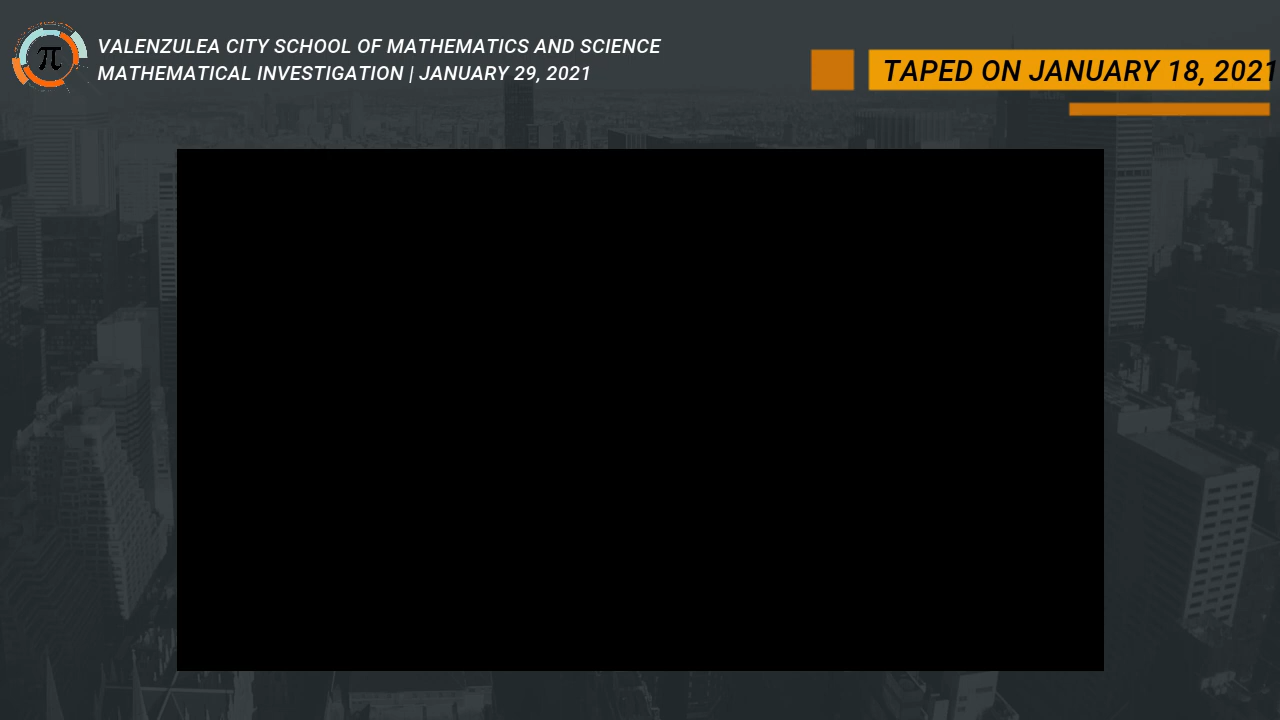 VALENZULEA CITY SCHOOL OF MATHEMATICS AND SCIENCE
MATHEMATICAL INVESTIGATION | JANUARY 29, 2021
TAPED ON JANUARY 18, 2021
π